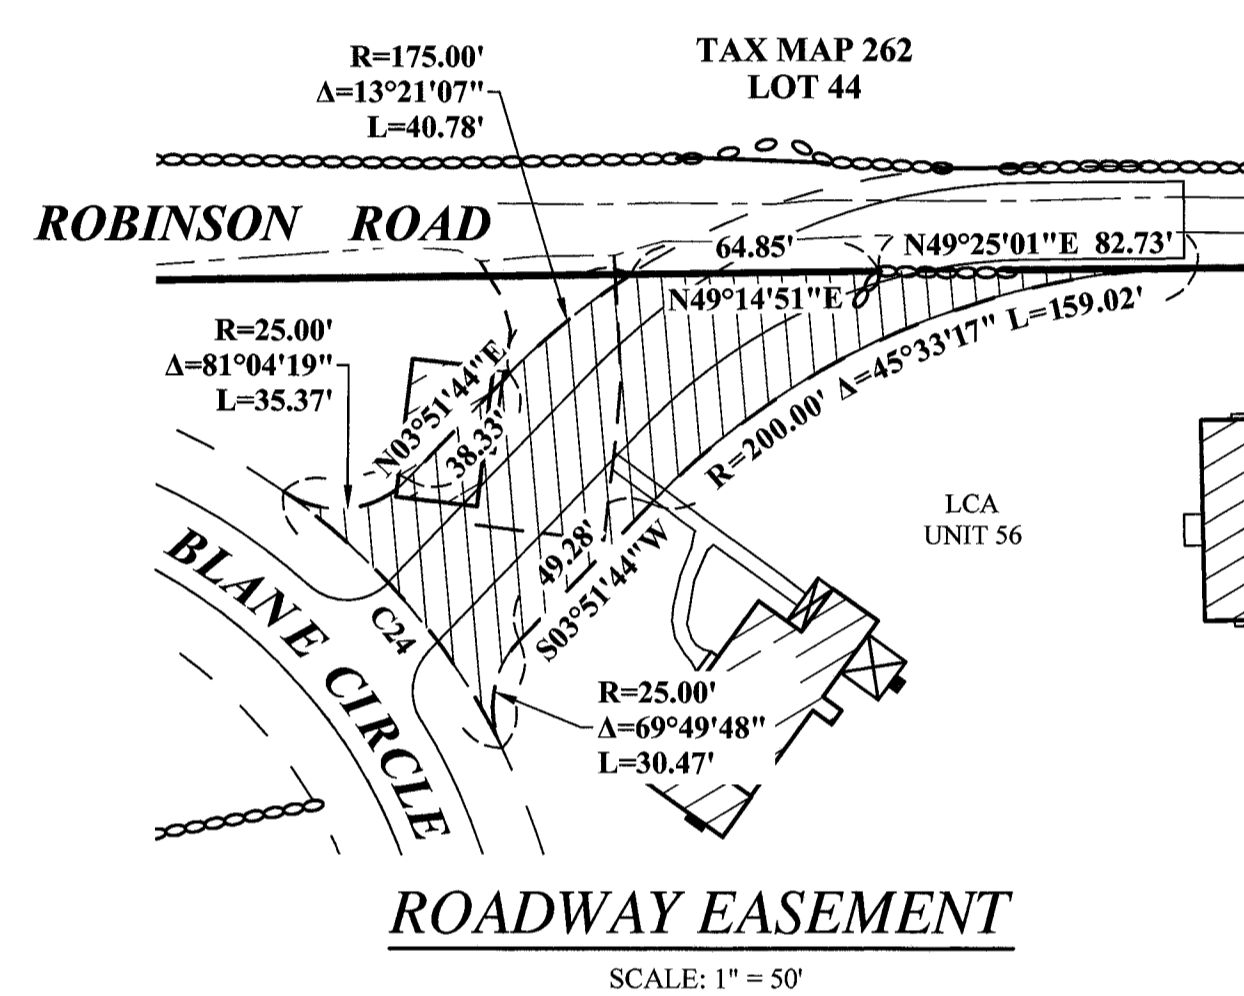 R=175.00'
Δ=13°21'07"
L=40.78'
TAX MAP 262
LOT 44
ROBINSON ROAD
64.85'
N49°25'01"E 82.73'
N49°14'51"E
R=25.00'
Δ=81°04'19"
L=35.37'
N03°51'44"E
38.33'
R=200.00' Δ=45°33'17" L=159.02'
LCA
UNIT 56
49.28'
S03°51'44"W
BLANE CIRCLE
C24
R=25.00'
Δ=69°49'48"
L=30.47'
ROADWAY EASEMENT
SCALE: 1" = 50'